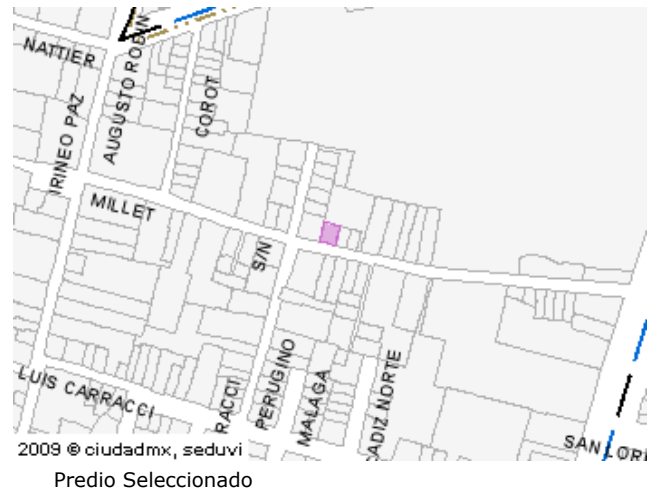 NATTIER
AUGUSTO RODIN
COROT
IRINEO PAZ
MILLET
S/N
LUIS CARRACCI
RACCI
PERUGINO
MALAGA
CADIZ NORTE
SAN LORE
2009 © ciudadmx, seduvi
Predio Seleccionado